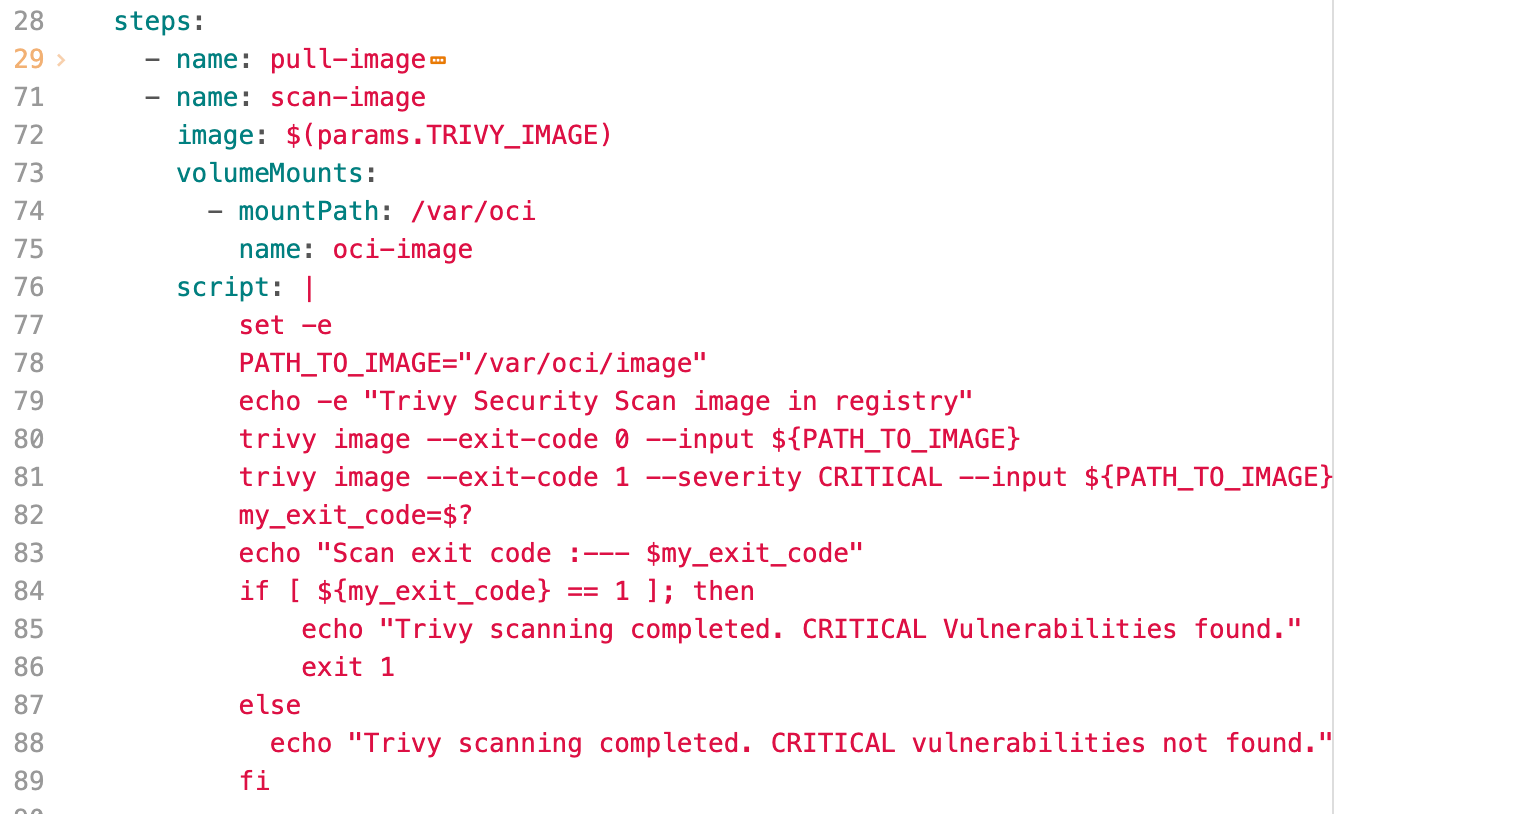 28 steps:
29 - name: pull-image
71 - name: scan-image
72 image: $(params.TRIVY_IMAGE)
73 volumeMounts:
74 - mountPath: /var/oci
75 name: oci-image
76 script: |
77 set -e
78 PATH_TO_IMAGE="/var/oci/image"
79 echo -e "Trivy Security Scan image in registry"
80 trivy image --exit-code 0 --input ${PATH_TO_IMAGE}
81 trivy image --exit-code 1 --severity CRITICAL --input ${PATH_TO_IMAGE}
82 my_exit_code=$?
83 echo "Scan exit code :--- $my_exit_code"
84 if [ ${my_exit_code} == 1 ]; then
85 echo "Trivy scanning completed. CRITICAL Vulnerabilities found."
86 exit 1
87 else
88 echo "Trivy scanning completed. CRITICAL vulnerabilities not found."
89 fi